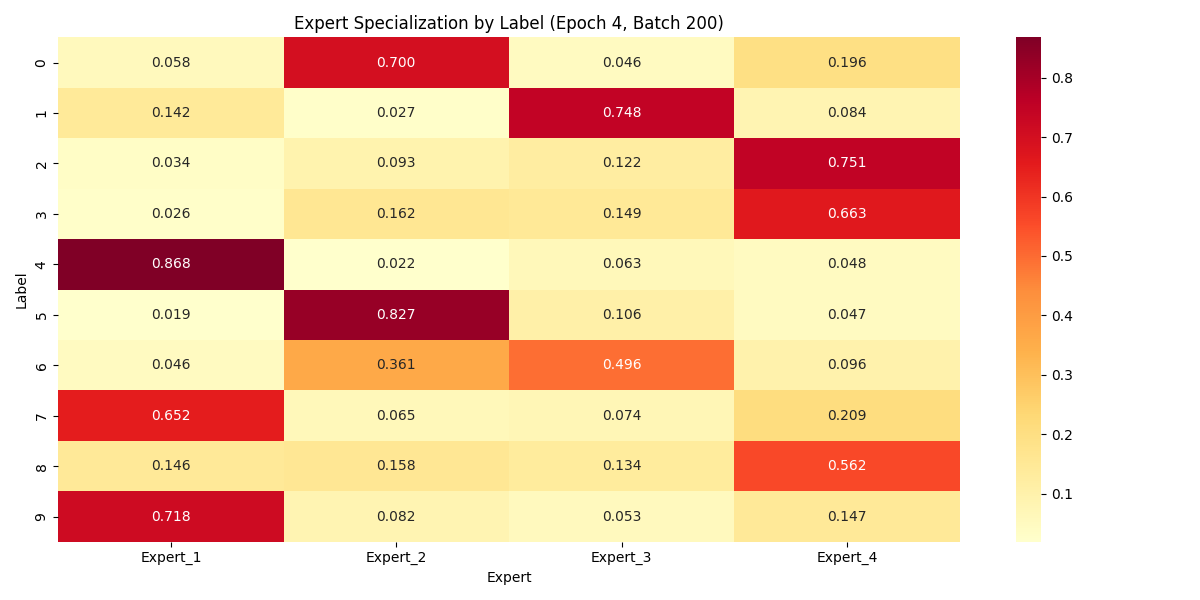 Expert Specialization by Label (Epoch 4, Batch 200)
0 0.058 0.700 0.046 0.196
1 0.142 0.027 0.748 0.084
2 0.034 0.093 0.122 0.751
3 0.026 0.162 0.149 0.663
4 0.868 0.022 0.063 0.048
5 0.019 0.827 0.106 0.047
6 0.046 0.361 0.496 0.096
7 0.652 0.065 0.074 0.209
8 0.146 0.158 0.134 0.562
9 0.718 0.082 0.053 0.147
Label
Expert_1 Expert_2 Expert_3 Expert_4
Expert
0.8
0.7
0.6
0.5
0.4
0.3
0.2
0.1